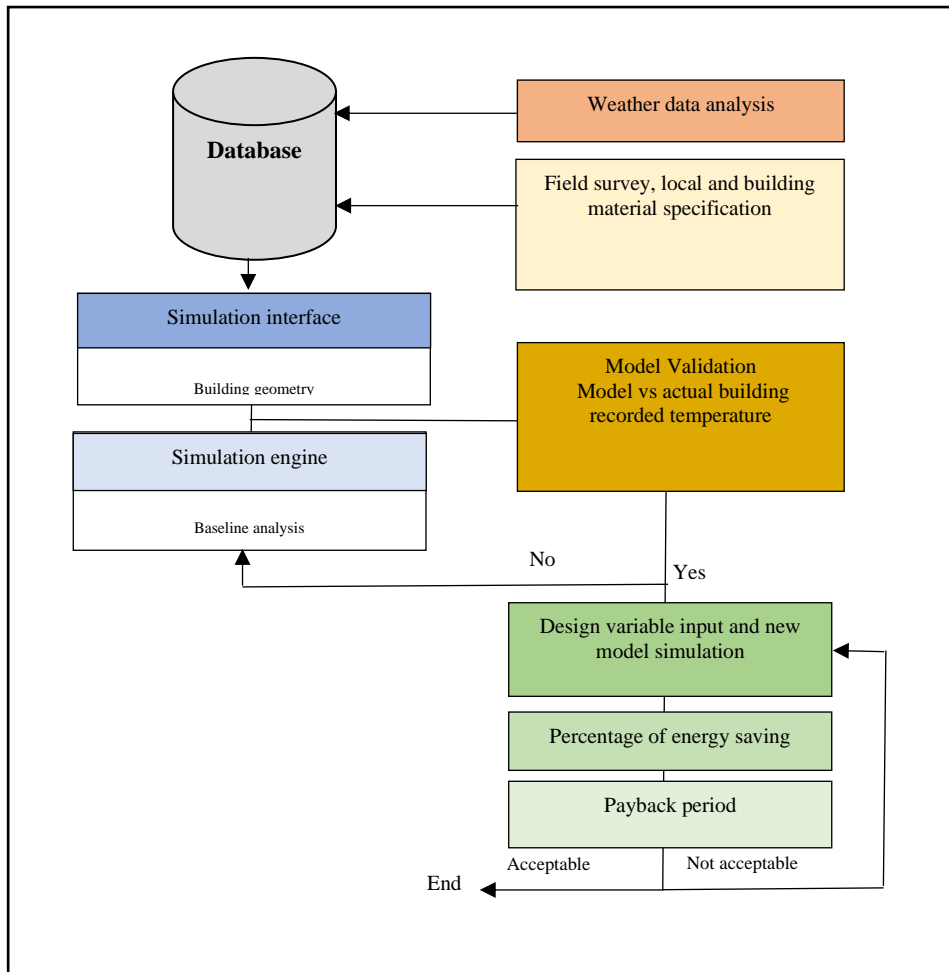 Weather data analysis
Database
Field survey, local and building
material specification
Simulation interface
Building geometry
Model Validation
Model vs actual building
recorded temperature
Simulation engine
Baseline analysis
No
Yes
Design variable input and new
model simulation
Percentage of energy saving
Payback period
Acceptable
Not acceptable
End